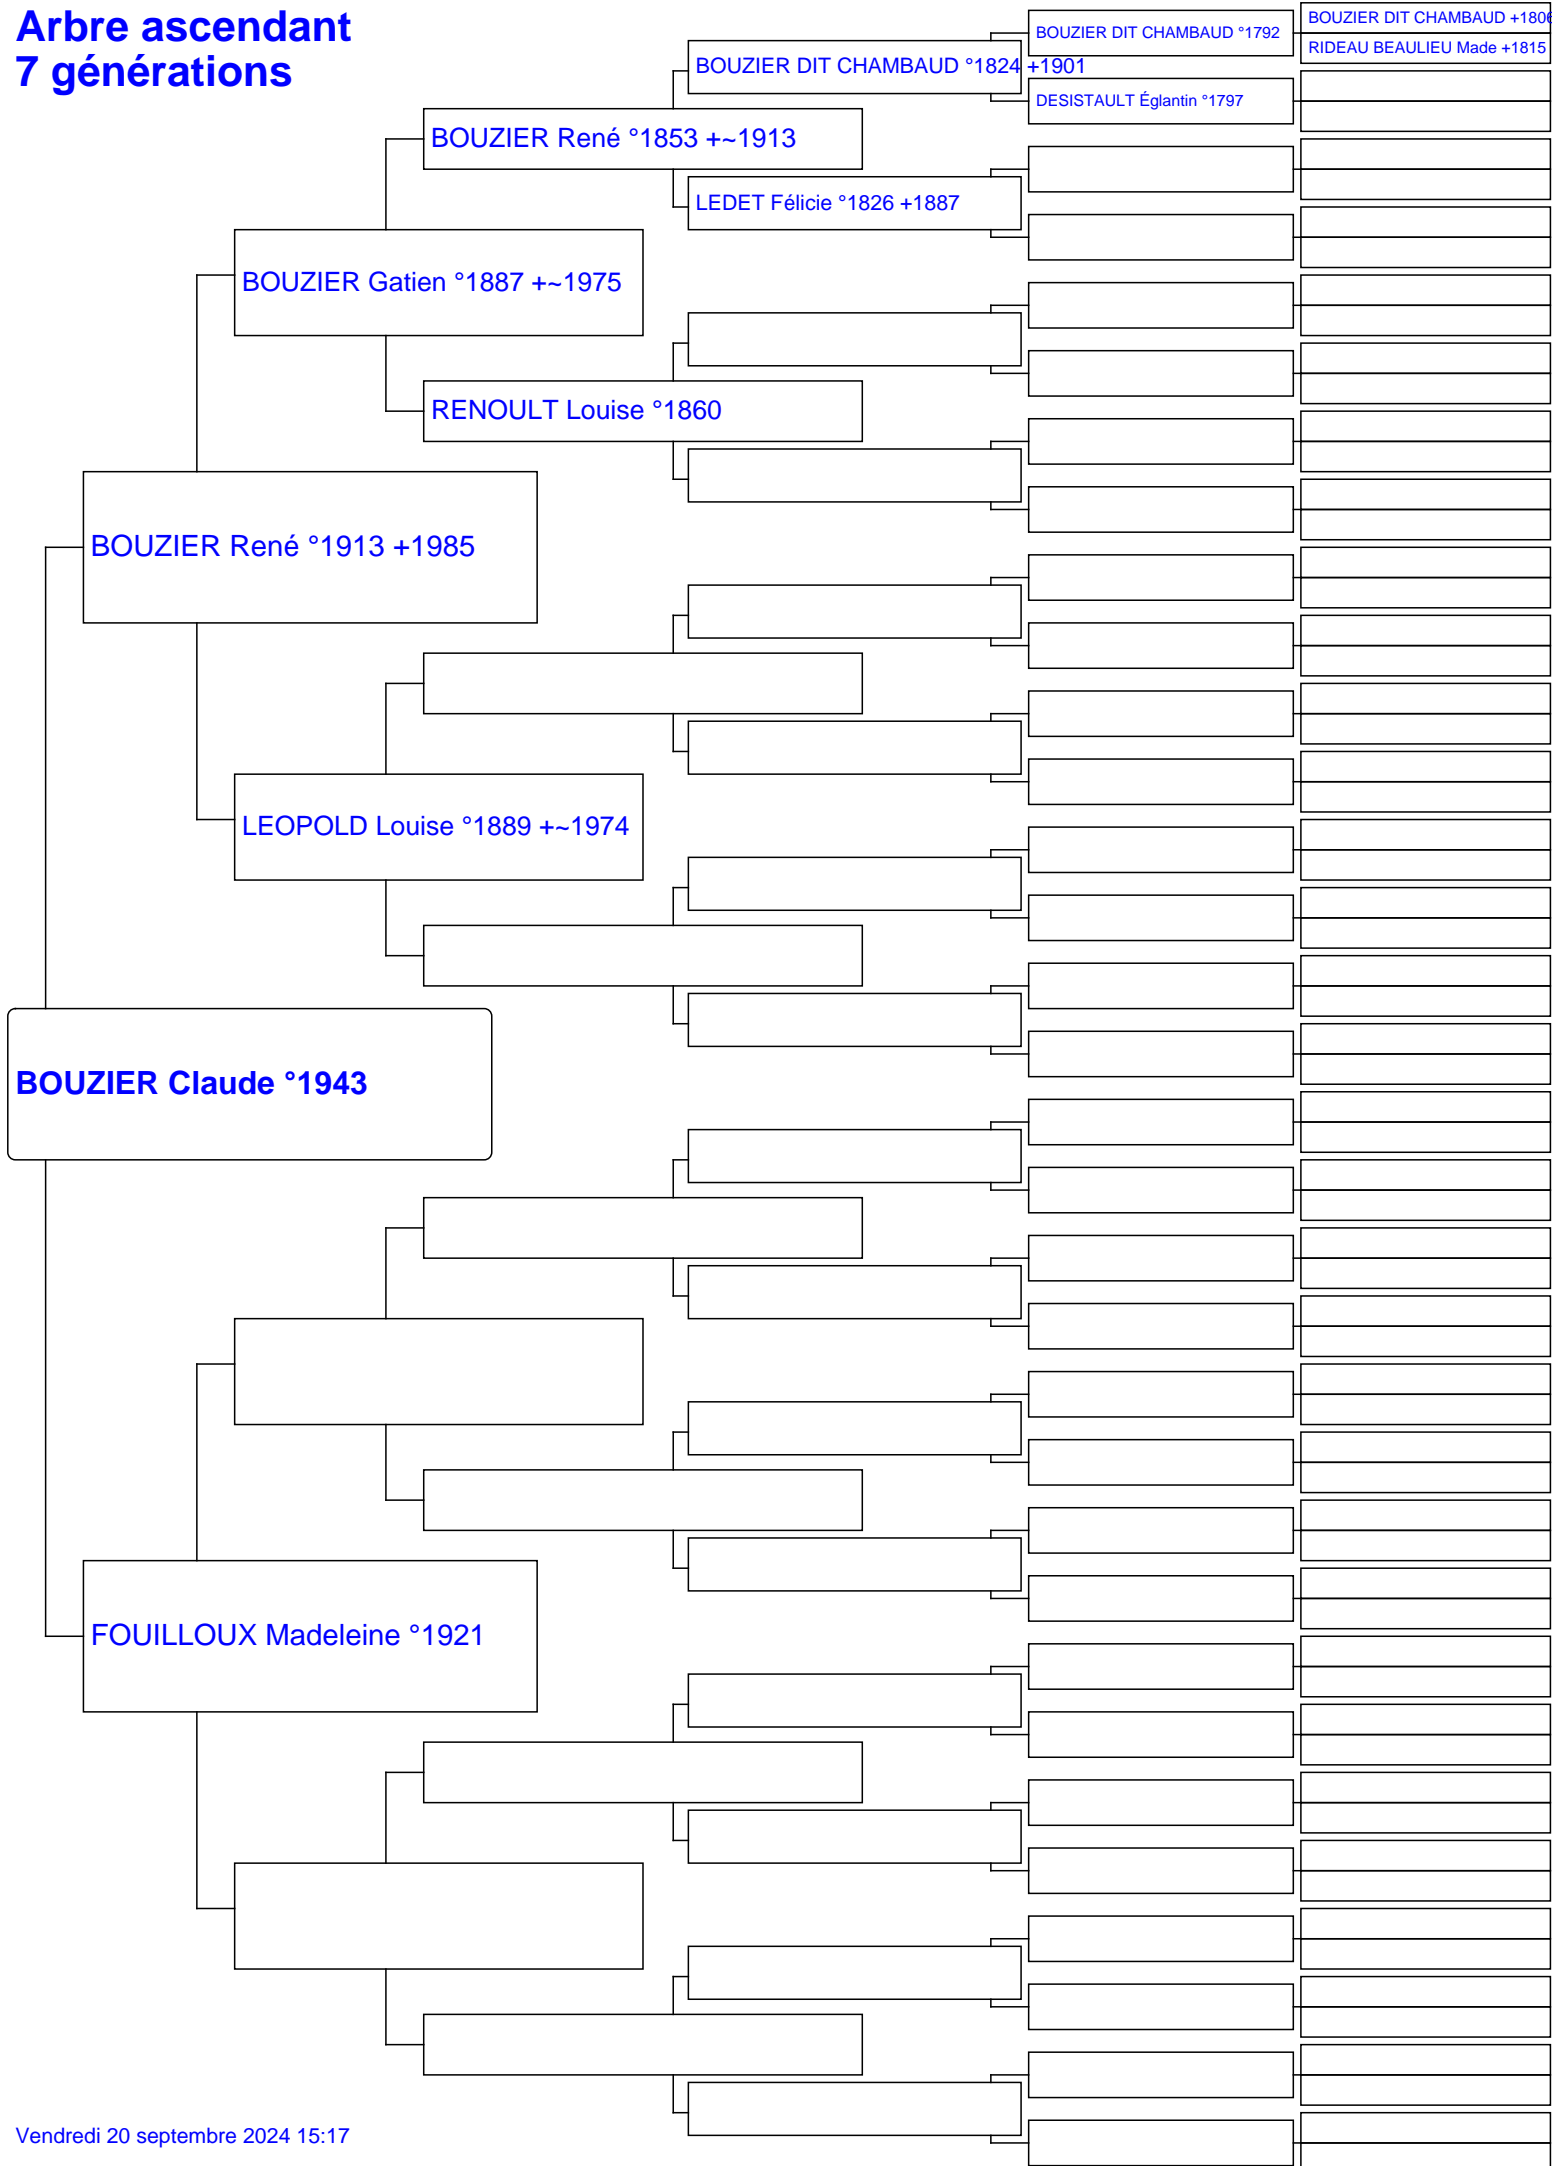 Arbre ascendant
7 générations
BOUZIER DIT CHAMBAUD +1806
RIDEAU BEAULIEU Made +1815
BOUZIER DIT CHAMBAUD °1792
BOUZIER DIT CHAMBAUD °1824 +1901
DESISTAULT Églantin °1797
BOUZIER René °1853 +~1913
LEDET Félicie °1826 +1887
BOUZIER Gatien °1887 +~1975
RENOULT Louise °1860
BOUZIER René °1913 +1985
LEOPOLD Louise °1889 +~1974
BOUZIER Claude °1943
FOUILLOUX Madeleine °1921
Vendredi 20 septembre 2024 15:17